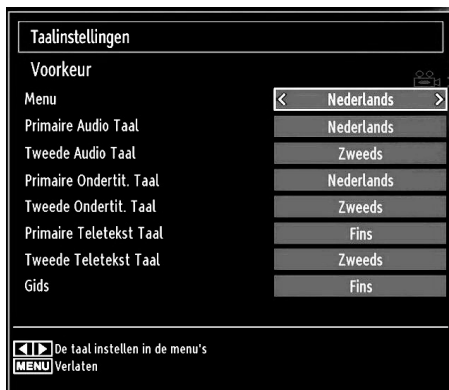 Taalinstellingen
Voorkeur
Menu Nederlands
Primaire Audio Taal Nederlands
Tweede Audio Taal Zweeds
Primaire Ondertit. Taal Nederlands
Tweede Ondertit. Taal Zweeds
Primaire Teletekst Taal Fins
Tweede Teletekst Taal Zweeds
Gids Fins
De taal instellen in de menu's
MENU Verlaten